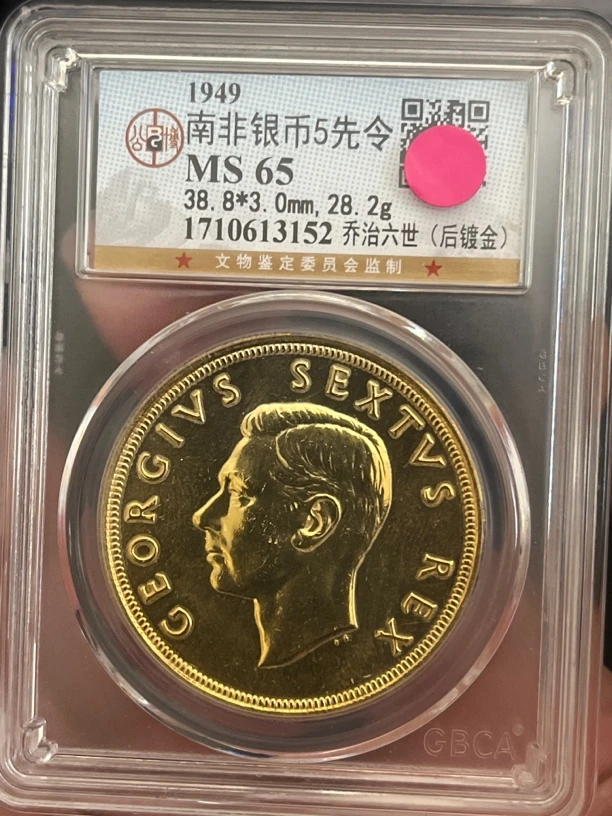 1949
南非银币5先令
MS 65
38.8*3.0mm, 28.2g
1710613152 乔治六世（后镀金）
★ 文物鉴定委员会监制 ★
GEORGIVS SEXTVS REX
GBCA